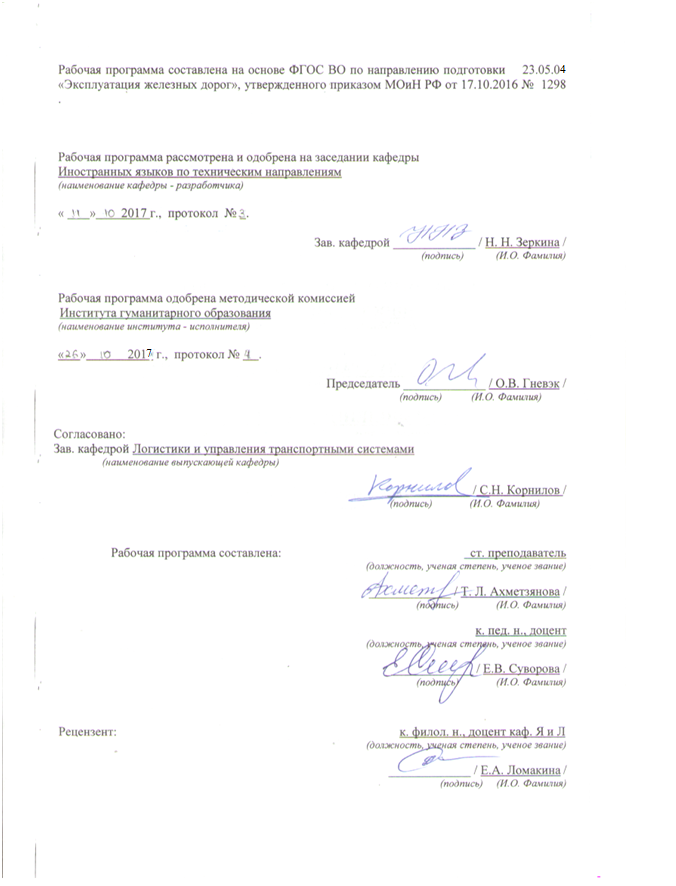 Рабочая программа составлена на основе ФГОС ВО по направлению подготовки 23.05.04
«Эксплуатация железных дорог», утвержденного приказом МОиН РФ от 17.10.2016 № 1298
.
Рабочая программа рассмотрена и одобрена на заседании кафедры
Иностранных языков по техническим направлениям
(наименование кафедры - разработчика)
« 11 » 10 2017 г., протокол № 3.
Зав. кафедрой / Н. Н. Зеркина /
(подпись) (И.О. Фамилия)
Рабочая программа одобрена методической комиссией
Института гуманитарного образования
(наименование института - исполнителя)
«26» 10 2017 г., протокол № .
Председатель / О.В. Гневэк /
(подпись) (И.О. Фамилия)
Согласовано:
Зав. кафедрой Логистики и управления транспортными системами
(наименование выпускающей кафедры)
Корнилов / С.Н. Корнилов /
(подпись) (И.О. Фамилия)
Рабочая программа составлена: ст. преподаватель
(должность, ученая степень, ученое звание)
Ахмет / Т. Л. Ахметзянова /
(подпись) (И.О. Фамилия)
к. пед. н., доцент
(должность, ученая степень, ученое звание)
/ Е.В. Суворова /
(подпись) (И.О. Фамилия)
Рецензент: к. филол. н., доцент каф. Я и Л
(должность, ученая степень, ученое звание)
/ Е.А. Ломакина /
(подпись) (И.О. Фамилия)